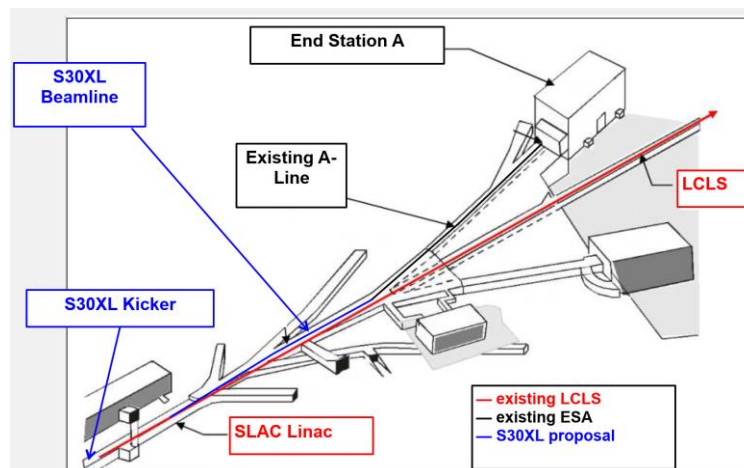 End Station A
S30XL
Beamline
Existing A-
Line
LCLS
S30XL Kicker
SLAC Linac
existing LCLS
existing ESA
S30XL proposal